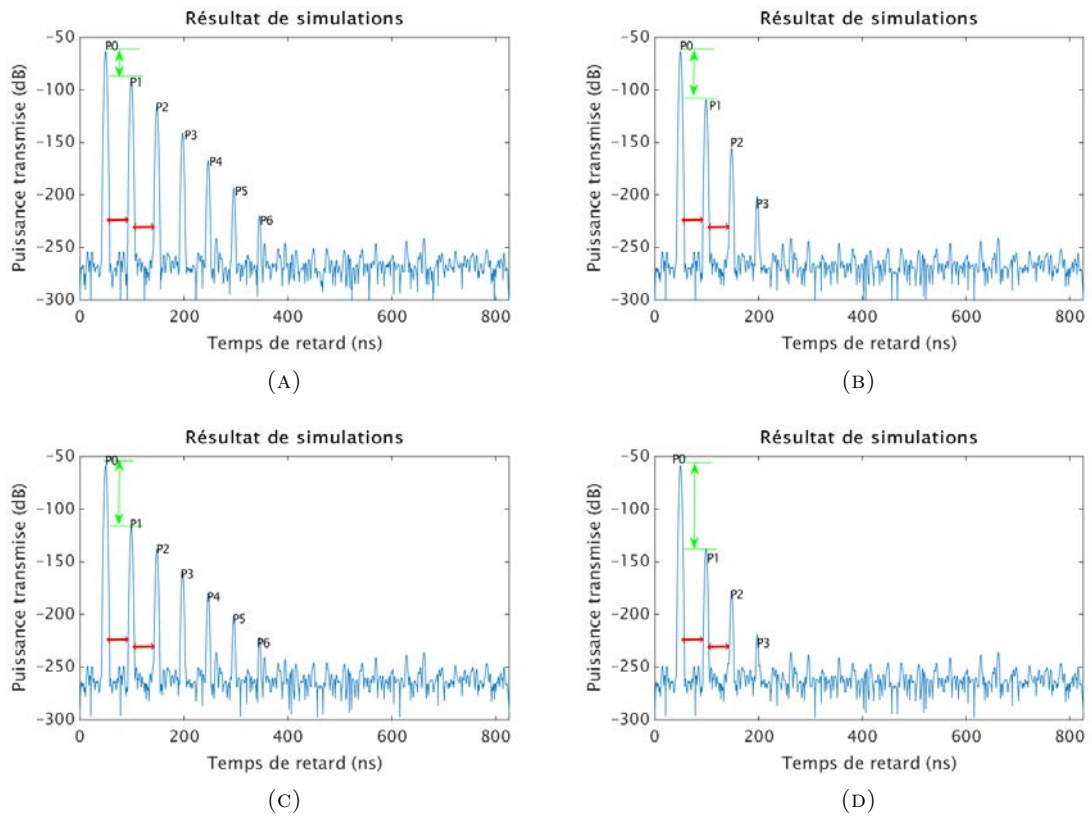 Résultat de simulations
Puissance transmise (dB)
-50
-100
-150
-200
-250
-300
P0
P1
P2
P3
P4
P5
P6
0
200
400
600
800
Temps de retard (ns)
(A)
Résultat de simulations
Puissance transmise (dB)
-50
-100
-150
-200
-250
-300
P0
P1
P2
P3
0
200
400
600
800
Temps de retard (ns)
(B)
Résultat de simulations
Puissance transmise (dB)
-50
-100
-150
-200
-250
-300
P0
P1
P2
P3
P4
P5
P6
0
200
400
600
800
Temps de retard (ns)
(C)
Résultat de simulations
Puissance transmise (dB)
-50
-100
-150
-200
-250
-300
P0
P1
P2
P3
0
200
400
600
800
Temps de retard (ns)
(D)